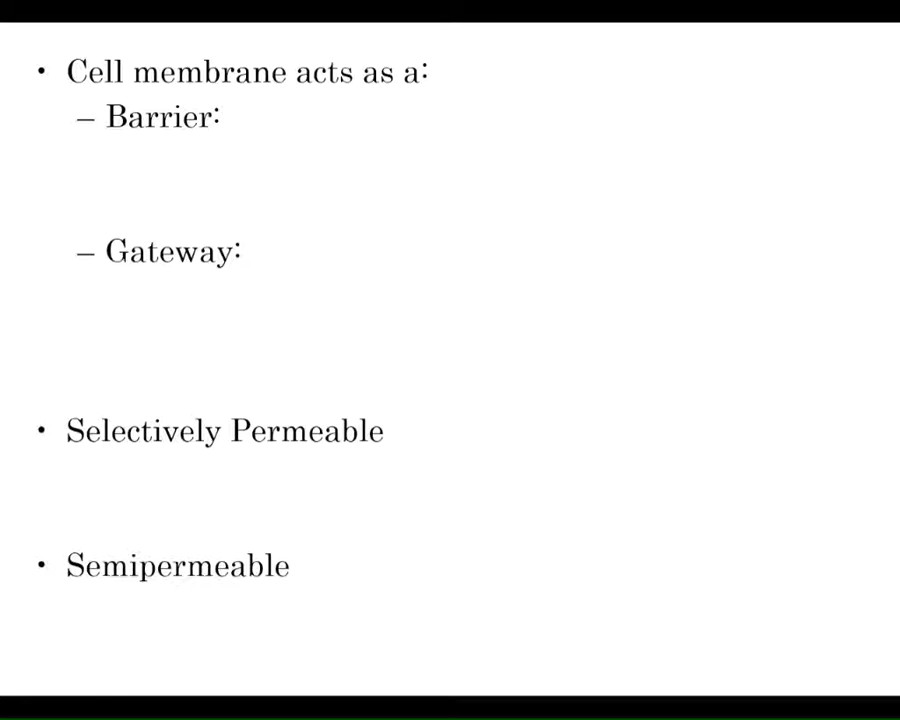 • Cell membrane acts as a:
– Barrier:
– Gateway:
• Selectively Permeable
• Semipermeable